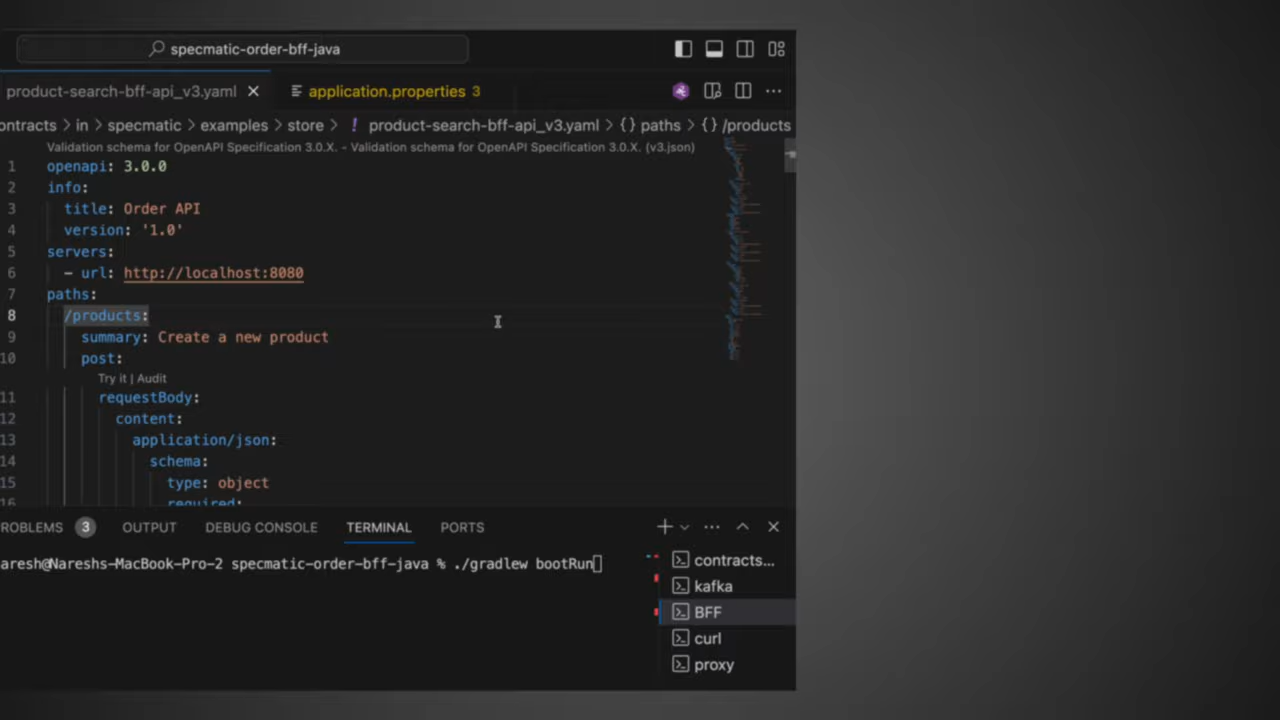 specmatic-order-bff-java
product-search-bff-api_v3.yaml
application.properties 3
ontracts > in > specmatic > examples > store > ! product-search-bff-api_v3.yaml > {} paths > {} /products
Validation schema for OpenAPI Specification 3.0.X. - Validation schema for OpenAPI Specification 3.0.X. (v3.json)
1 openapi: 3.0.0
2 info:
3 title: Order API
4 version: '1.0'
5 servers:
6 - url: http://localhost:8080
7 paths:
8 /products:
9 summary: Create a new product
10 post:
Try it | Audit
11 requestBody:
12 content:
13 application/json:
14 schema:
15 type: object
16 required:
ROBLEMS 3 OUTPUT DEBUG CONSOLE TERMINAL PORTS
aresh@Nareshs-MacBook-Pro-2 specmatic-order-bff-java % ./gradlew bootRun
contracts...
kafka
BFF
curl
proxy